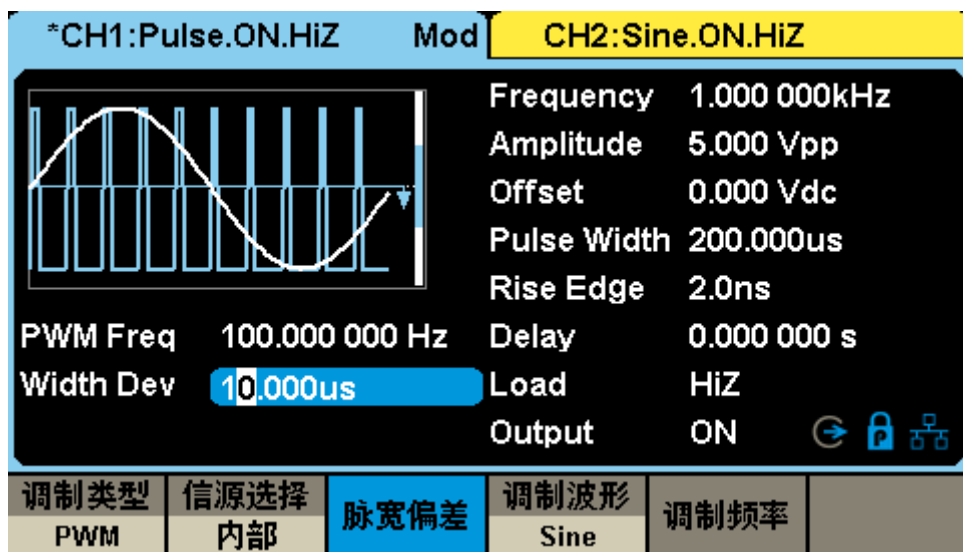 *CH1:Pulse.ON.HiZ Mod CH2:Sine.ON.HiZ
Frequency 1.000 000kHz
Amplitude 5.000 Vpp
Offset 0.000 Vdc
Pulse Width 200.000us
Rise Edge 2.0ns
PWM Freq 100.000 000 Hz Delay 0.000 000 s
Width Dev 10.000us Load HiZ
Output ON P
调制类型 信源选择 脉宽偏差 调制波形 调制频率
PWM 内部 Sine